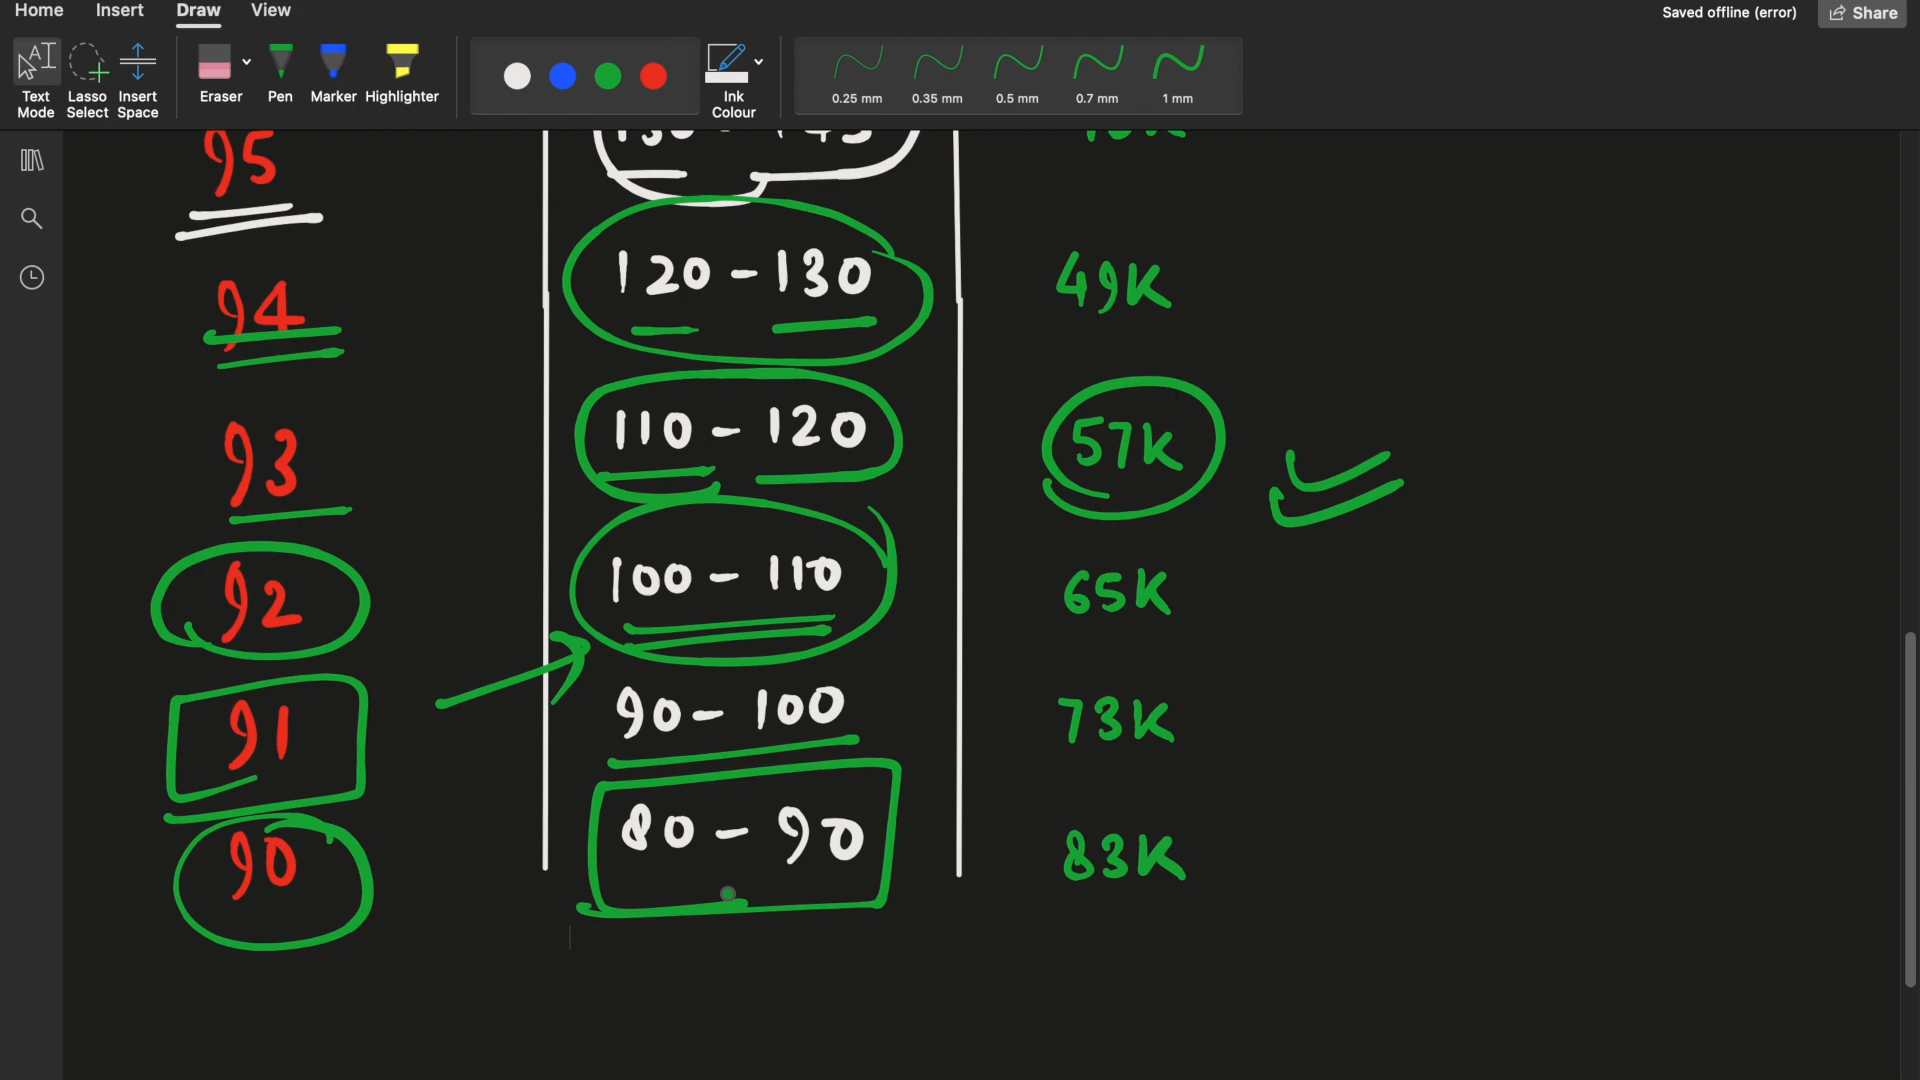 Home Insert Draw View
Saved offline (error) Share
Text Mode
Lasso Select
Insert Space
Eraser
Pen
Marker
Highlighter
Ink Colour
0.25 mm 0.35 mm 0.5 mm 0.7 mm 1 mm
95
94 120 - 130 49K
93 110 - 120 57K
92 100 - 110 65K
91 90 - 100 73K
90 80 - 90 83K